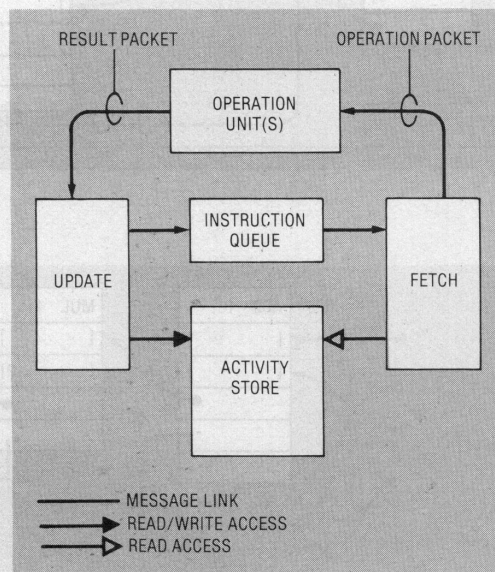 RESULT PACKET
OPERATION PACKET
OPERATION
UNIT(S)
INSTRUCTION
QUEUE
UPDATE
FETCH
MUL
ACTIVITY
STORE
MESSAGE LINK
READ/WRITE ACCESS
READ ACCESS